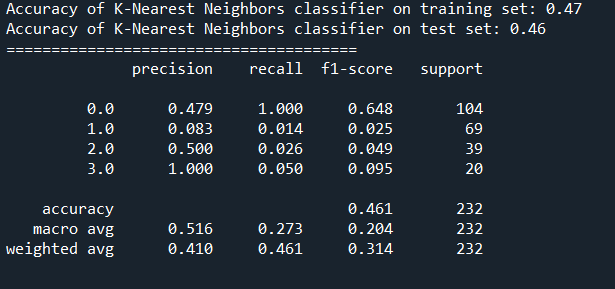 Accuracy of K-Nearest Neighbors classifier on training set: 0.47
Accuracy of K-Nearest Neighbors classifier on test set: 0.46
=======================================
precision recall f1-score support
0.0 0.479 1.000 0.648 104
1.0 0.083 0.014 0.025 69
2.0 0.500 0.026 0.049 39
3.0 1.000 0.050 0.095 20
accuracy 0.461 232
macro avg 0.516 0.273 0.204 232
weighted avg 0.410 0.461 0.314 232